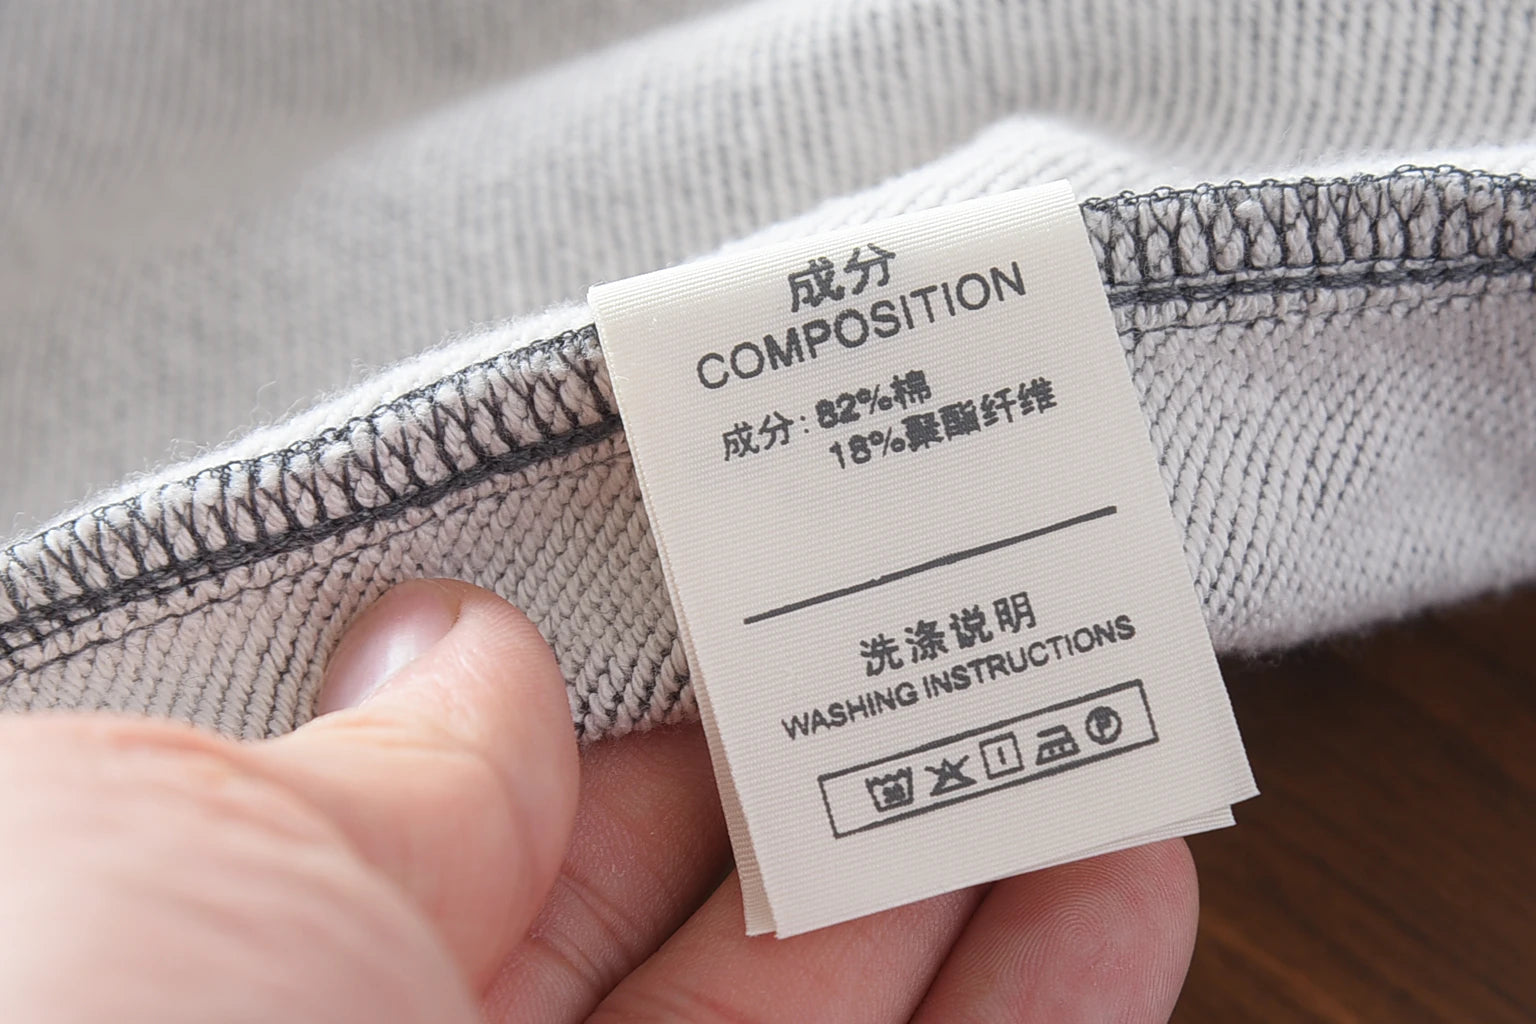 成分
COMPOSITION
成分: 82%棉
18%聚酯纤维
洗涤说明
WASHING INSTRUCTIONS
P